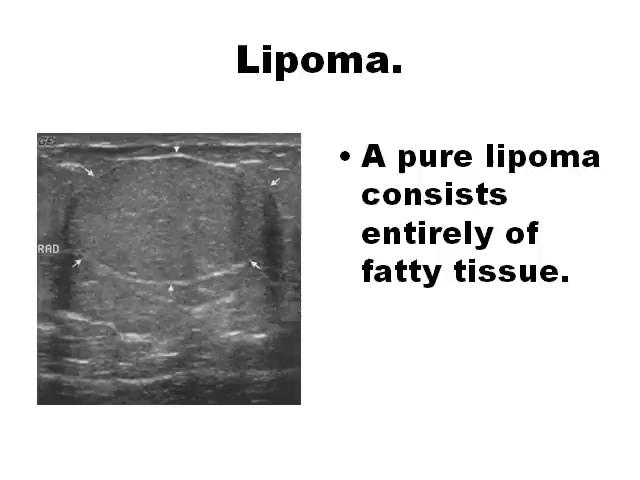 Lipoma.
GE
RAD
• A pure lipoma
consists
entirely of
fatty tissue.